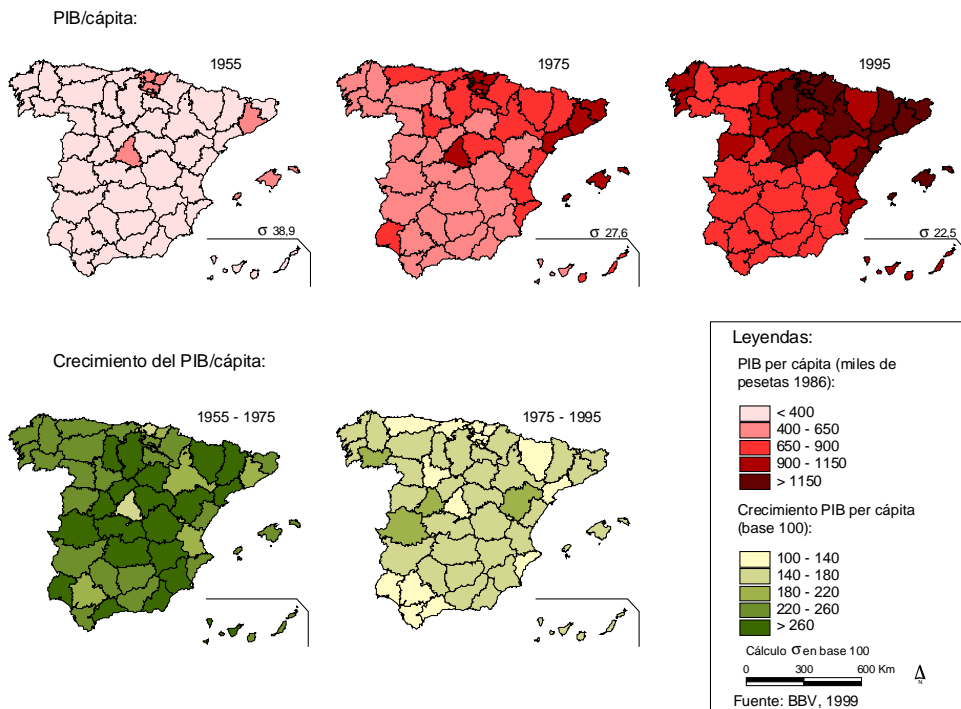 PIB/cápita:
1955
1975
1995
σ 38,9
σ 27,6
σ 22,5
Crecimiento del PIB/cápita:
1955 - 1975
1975 - 1995
Leyendas:
PIB per cápita (miles de
pesetas 1986):
< 400
400 - 650
650 - 900
900 - 1150
> 1150
Crecimiento PIB per cápita
(base 100):
100 - 140
140 - 180
180 - 220
220 - 260
> 260
Cálculo σ en base 100
0 300 600 Km
N
Fuente: BBV, 1999